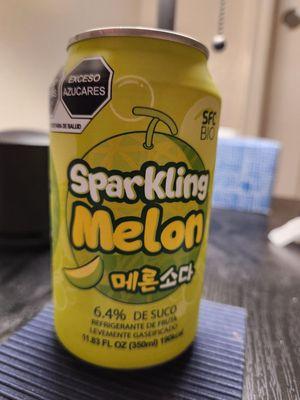 EXCESO
AZÚCARES
DE SALUD
SFC
BIO
Sparkling
Melon
메론소다
6.4% DE SUCO
REFRIGERANTE DE FRUTA
LEVEMENTE GASEIFICADO
11.83 FL OZ (350ml) 190kcal